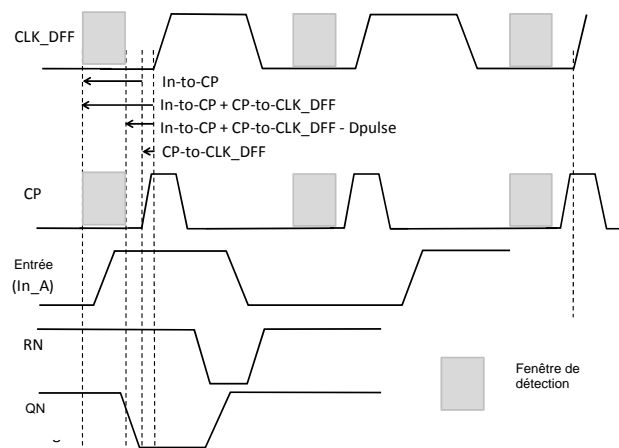 CLK_DFF
In-to-CP
In-to-CP + CP-to-CLK_DFF
In-to-CP + CP-to-CLK_DFF - Dpulse
CP-to-CLK_DFF
CP
Entrée
(In_A)
RN
Fenêtre de
détection
QN